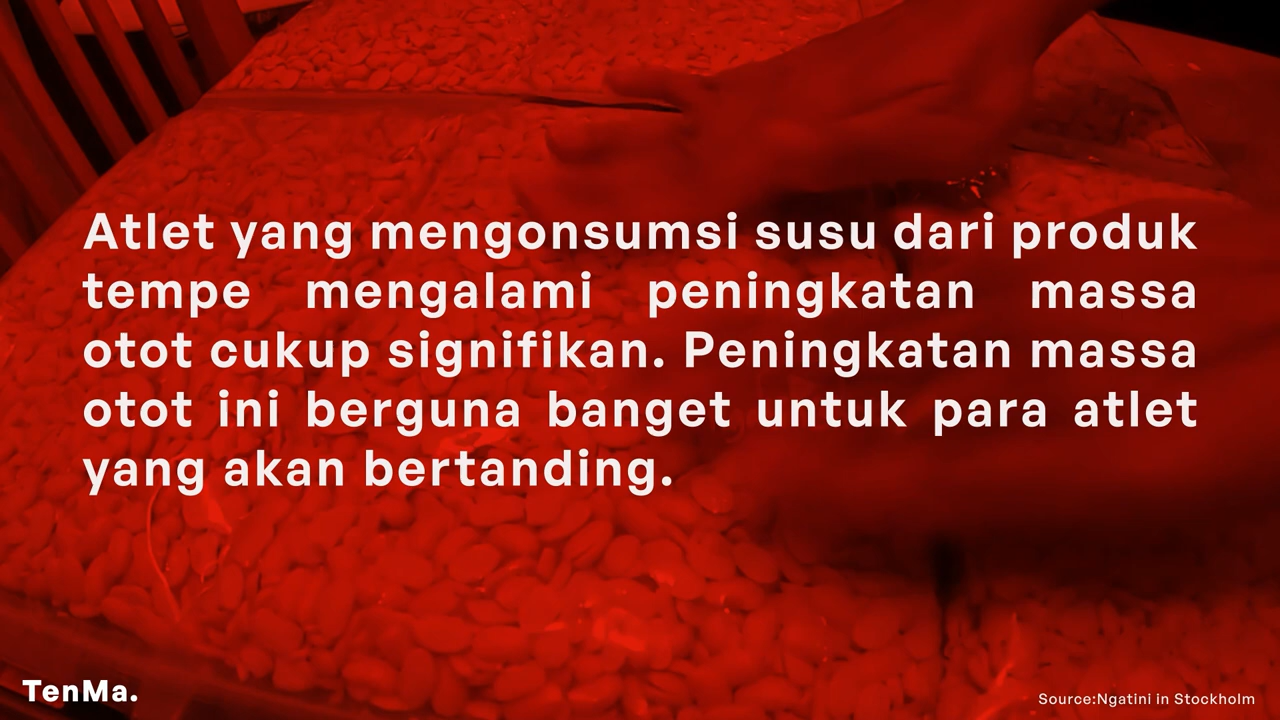 Atlet yang mengonsumsi susu dari produk
tempe mengalami peningkatan massa
otot cukup signifikan. Peningkatan massa
otot ini berguna banget untuk para atlet
yang akan bertanding.
TenMa.
Source:Ngatini in Stockholm